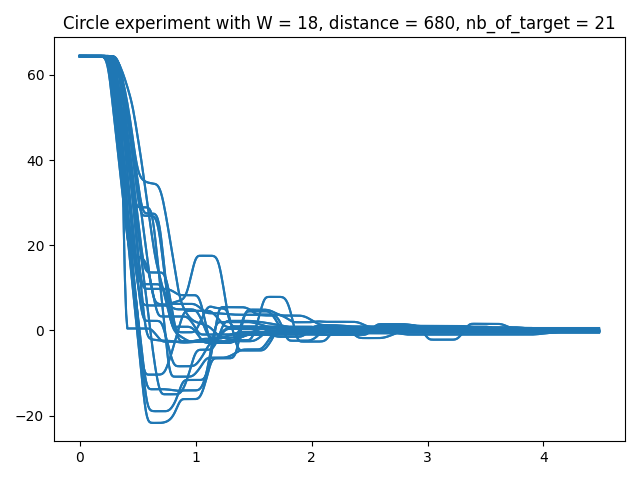 Circle experiment with W = 18, distance = 680, nb_of_target = 21
60
40
20
0
−20
0 1 2 3 4